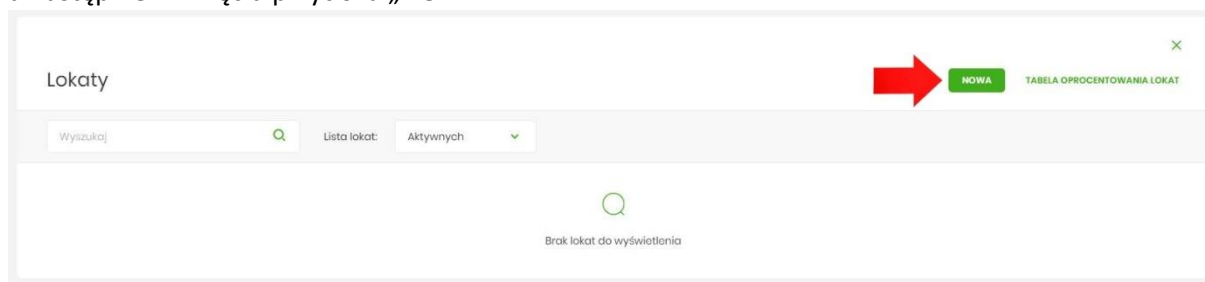 Lokaty
NOWA
TABELA OPROCENTOWANIA LOKAT
Wyszukaj
Lista lokat:
Aktywnych
Brak lokat do wyświetlenia